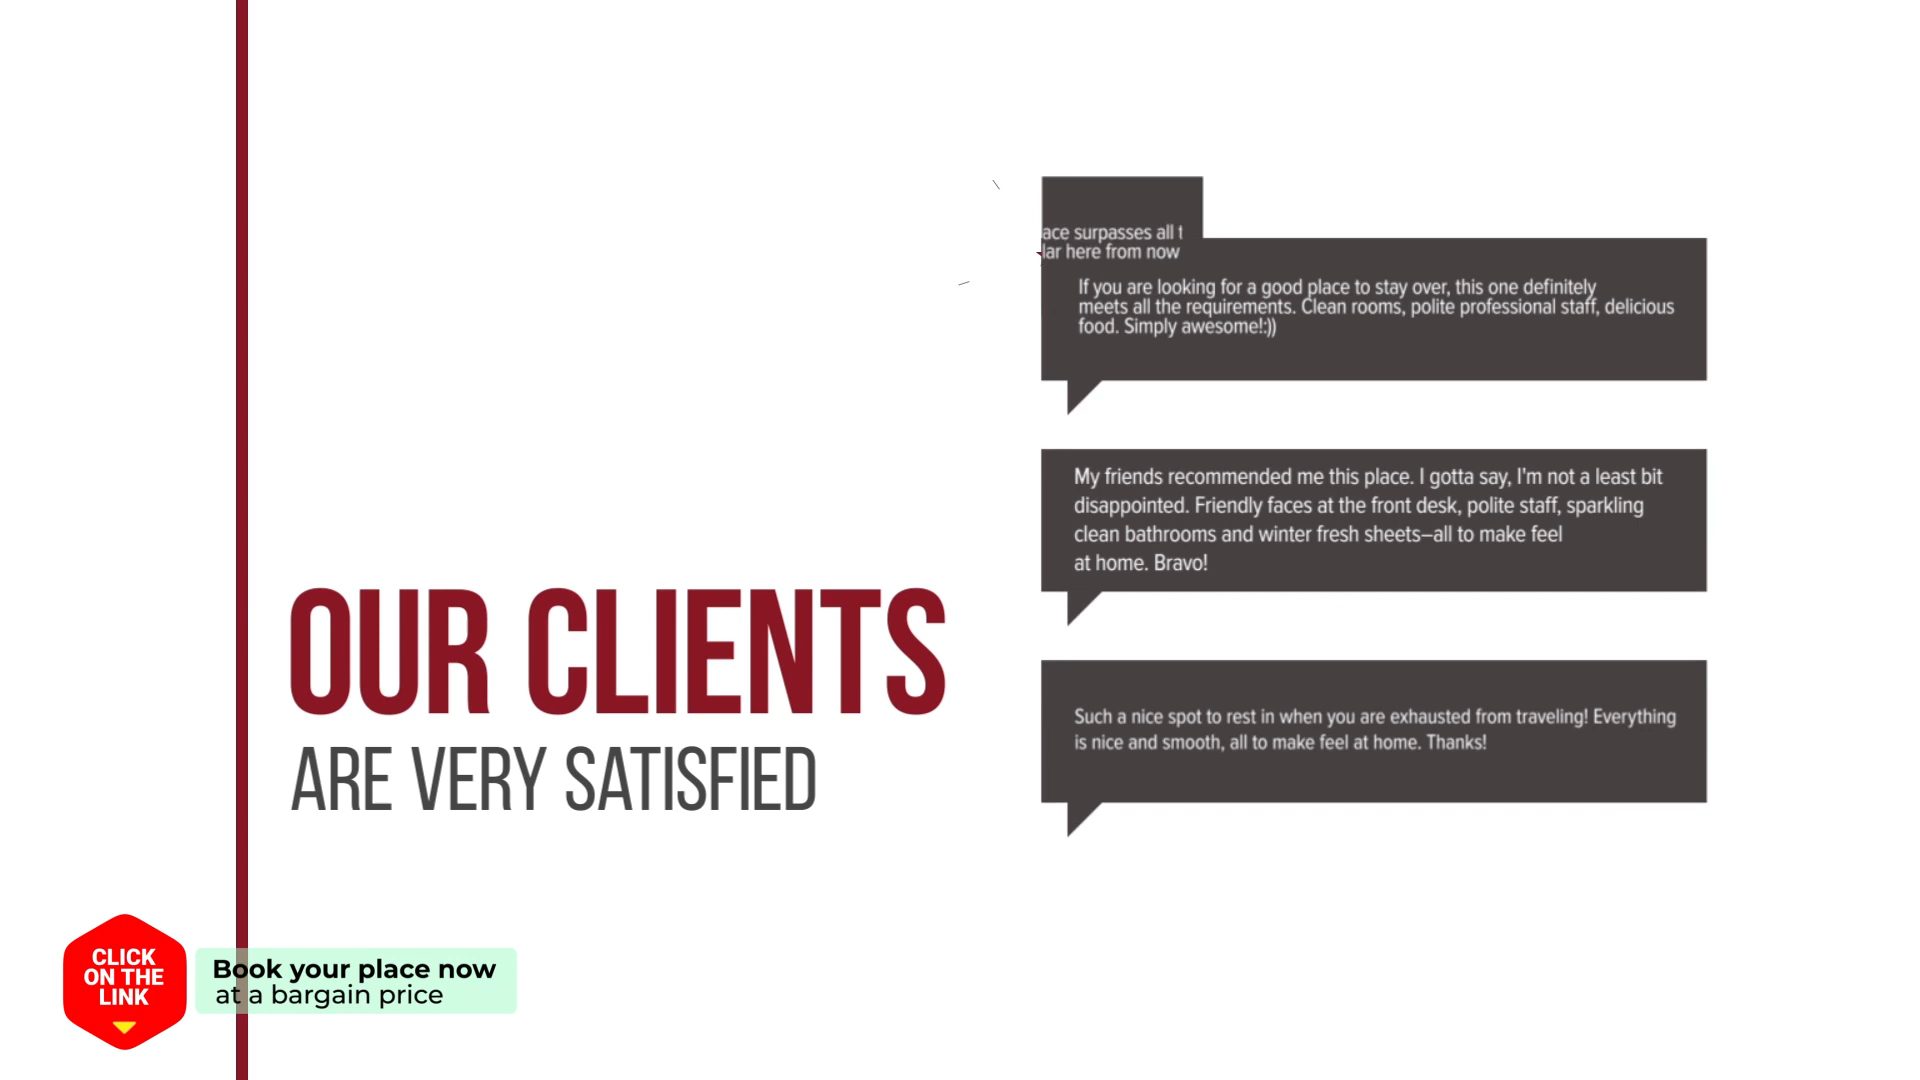 surpasses all
here from now
If you are looking for a good place to stay over, this one definitely
meets all the requirements. Clean rooms, polite professional staff, delicious
food. Simply awesome!:))
My friends recommended me this place. I gotta say, I'm not a least bit
disappointed. Friendly faces at the front desk, polite staff, sparkling
clean bathrooms and winter fresh sheets–all to make feel
at home. Bravo!
Such a nice spot to rest in when you are exhausted from traveling! Everything
is nice and smooth, all to make feel at home. Thanks!
OUR CLIENTS
ARE VERY SATISFIED
CLICK
ON THE
LINK
Book your place now
at a bargain price